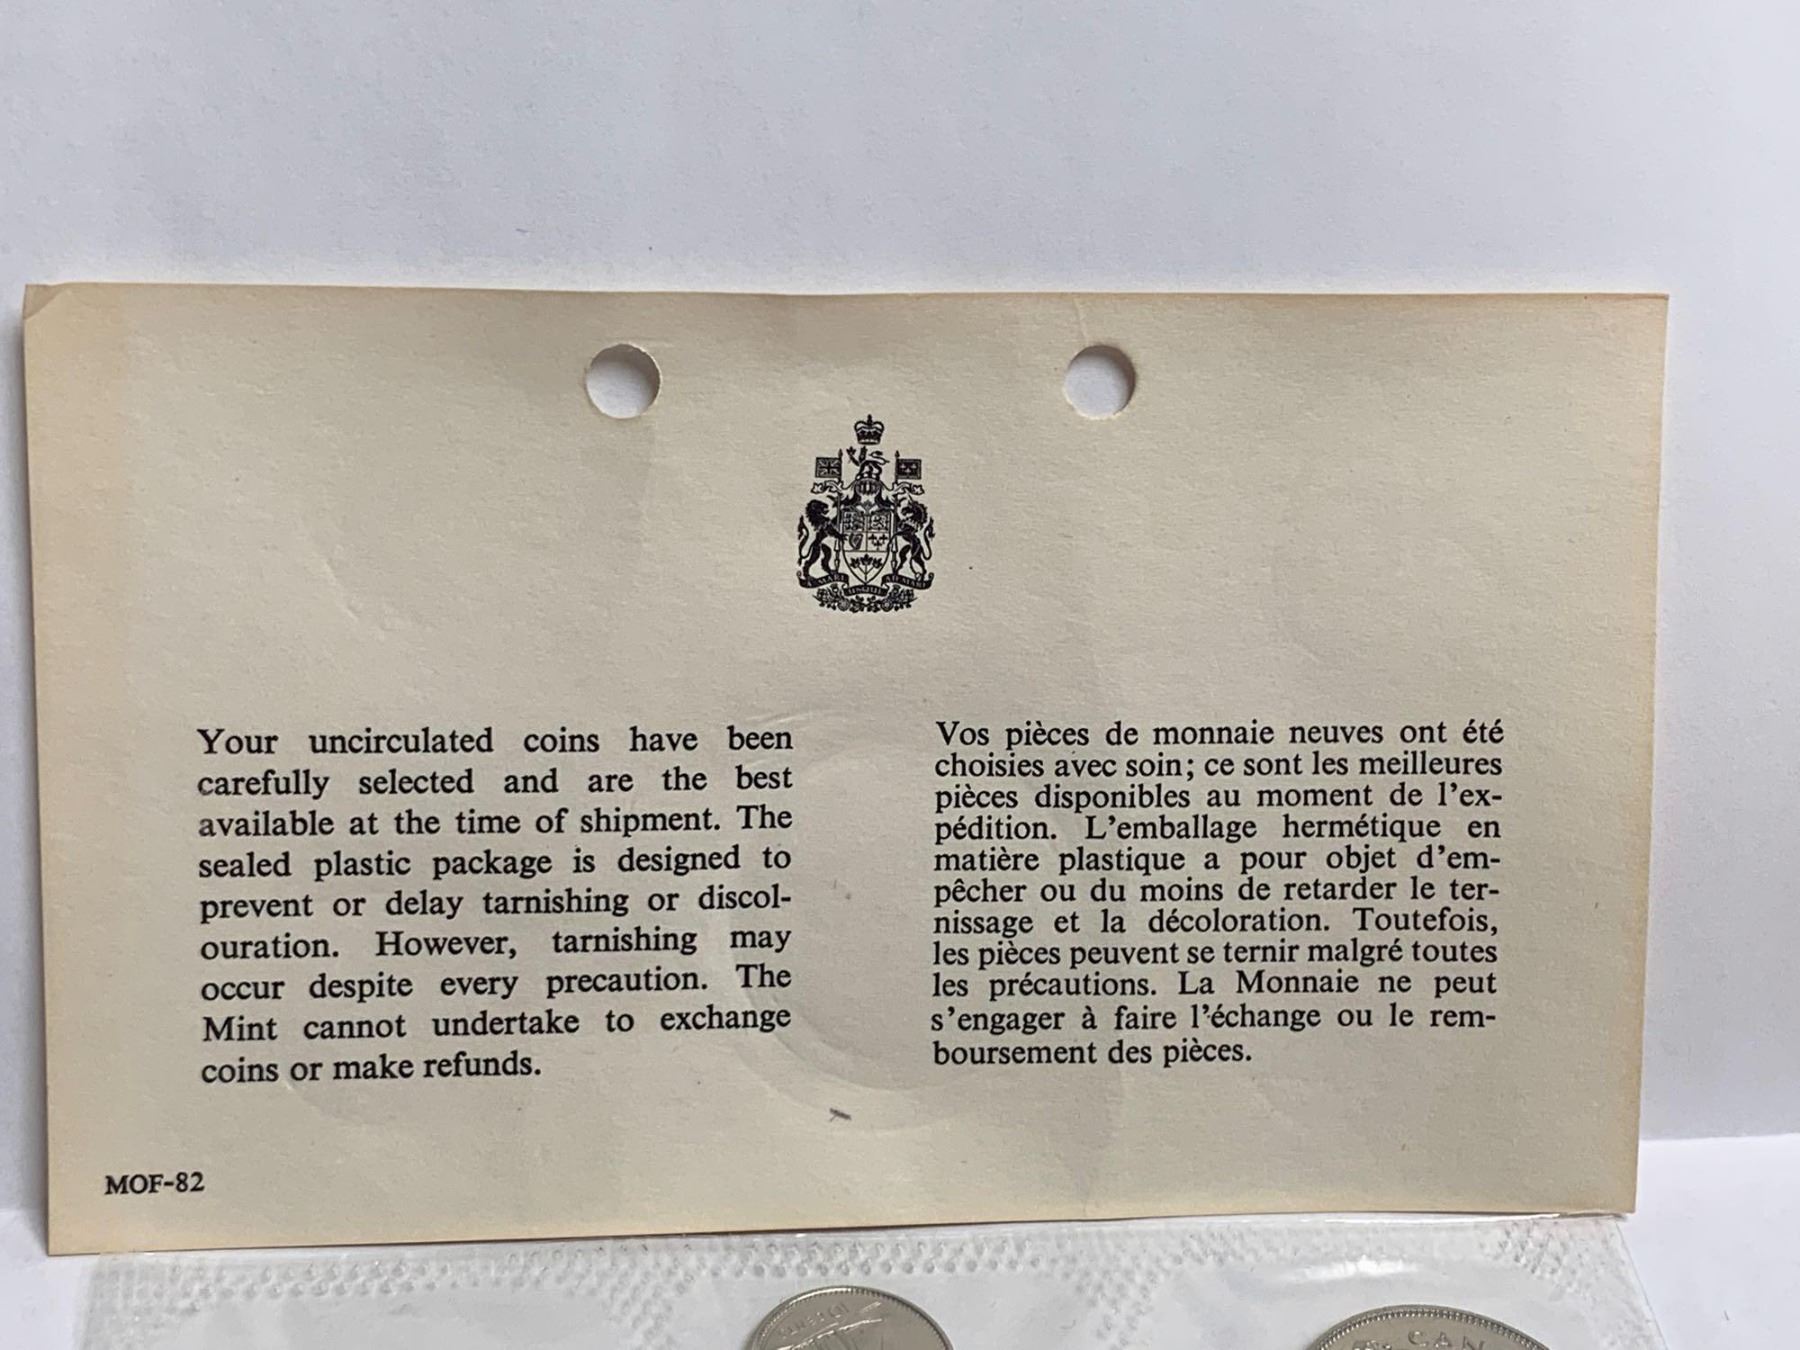 Your uncirculated coins have been
carefully selected and are the best
available at the time of shipment. The
sealed plastic package is designed to
prevent or delay tarnishing or discol-
ouration. However, tarnishing may
occur despite every precaution. The
Mint cannot undertake to exchange
coins or make refunds.
Vos pièces de monnaie neuves ont été
choisies avec soin; ce sont les meilleures
pièces disponibles au moment de l'ex-
pédition. L'emballage hermétique en
matière plastique a pour objet d'em-
pêcher ou du moins de retarder le ter-
nissage et la décoloration. Toutefois,
les pièces peuvent se ternir malgré toutes
les précautions. La Monnaie ne peut
s'engager à faire l'échange ou le rem-
boursement des pièces.
MOF-82
CAN